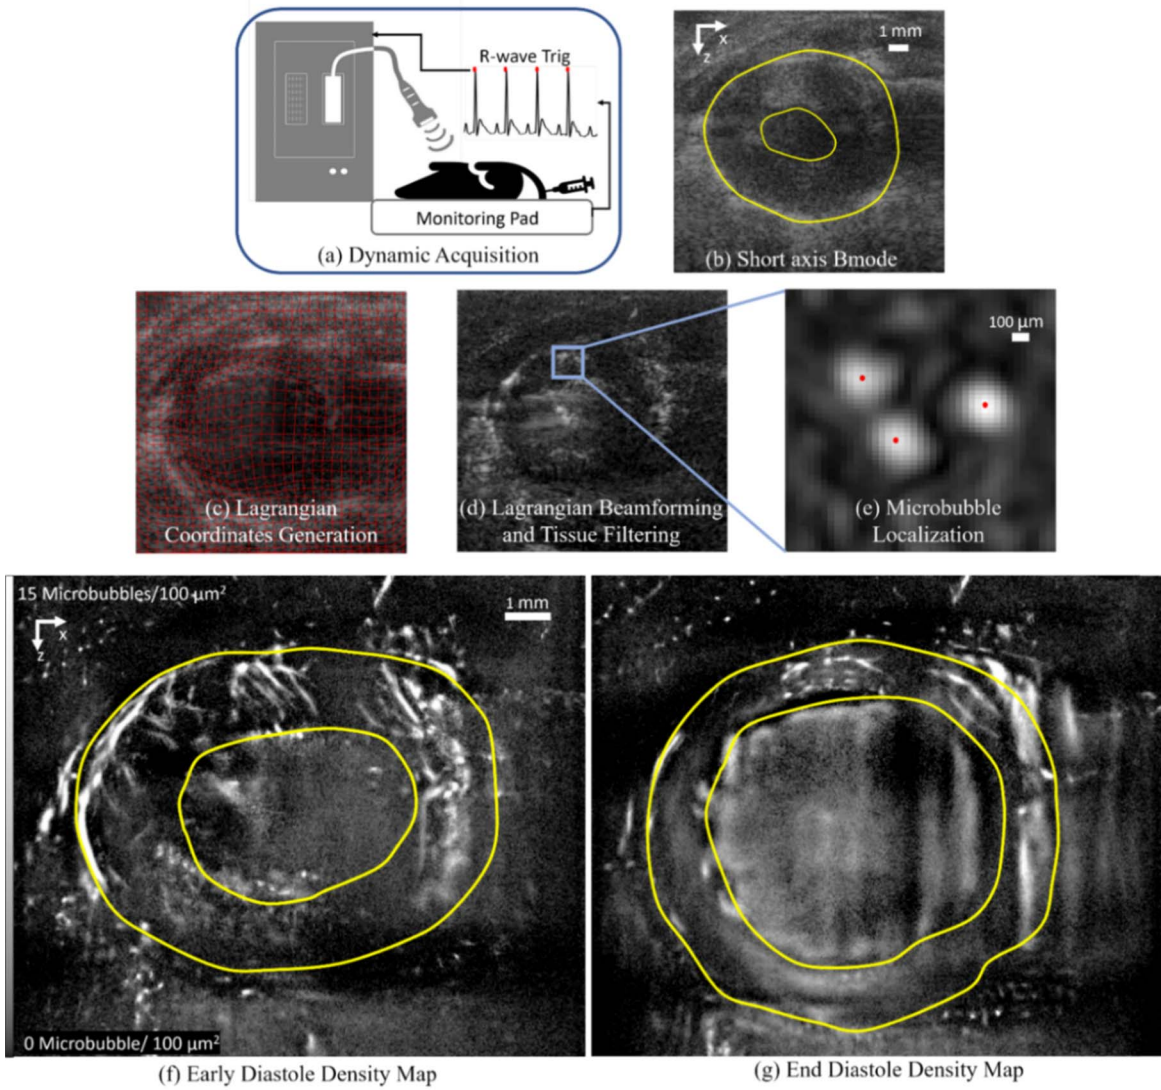 R-wave Trig
Monitoring Pad
(a) Dynamic Acquisition
x
z
1 mm
(b) Short axis Bmode
(c) Lagrangian
Coordinates Generation
(d) Lagrangian Beamforming
and Tissue Filtering
100 µm
(e) Microbubble
Localization
15 Microbubbles/100 µm²
x
z
1 mm
0 Microbubble/ 100 µm²
(f) Early Diastole Density Map
(g) End Diastole Density Map